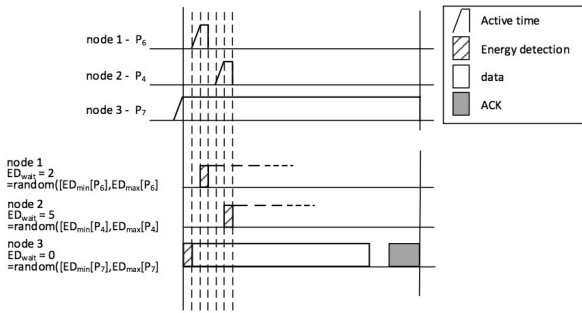 node 1 - P6
node 2 - P4
node 3 - P7
Active time
Energy detection
data
ACK
node 1
EDwait = 2
=random([EDmin[P6],EDmax[P6]
node 2
EDwait = 5
=random([EDmin[P4],EDmax[P4]
node 3
EDwait = 0
=random([EDmin[P7],EDmax[P7]